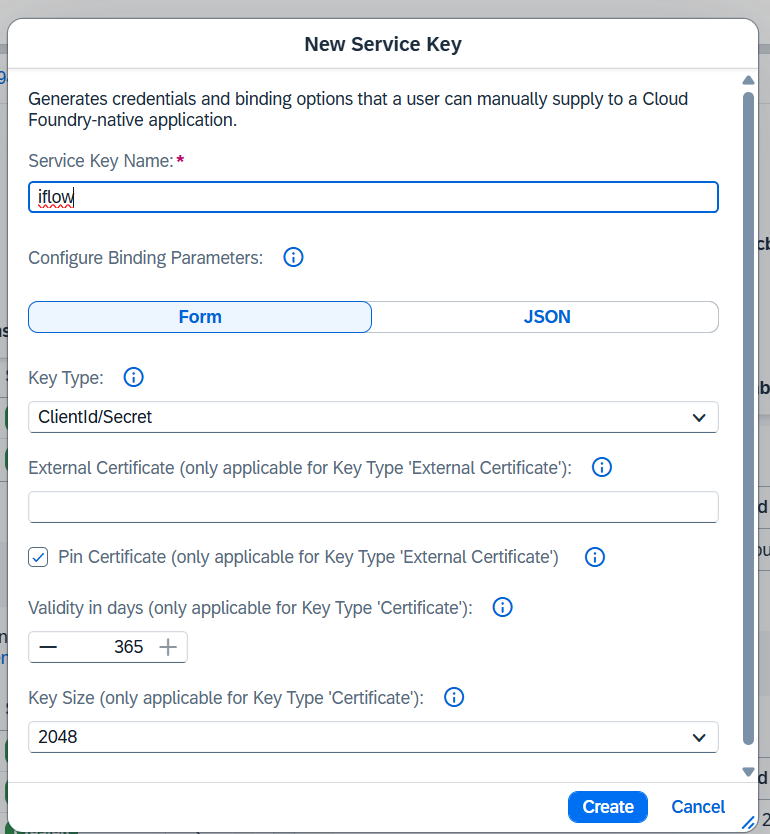 New Service Key
Generates credentials and binding options that a user can manually supply to a Cloud
Foundry-native application.
Service Key Name:*
iflow
Configure Binding Parameters:
Form JSON
Key Type:
ClientId/Secret
External Certificate (only applicable for Key Type 'External Certificate'):
Pin Certificate (only applicable for Key Type 'External Certificate')
Validity in days (only applicable for Key Type 'Certificate'):
365
Key Size (only applicable for Key Type 'Certificate'):
2048
Create Cancel